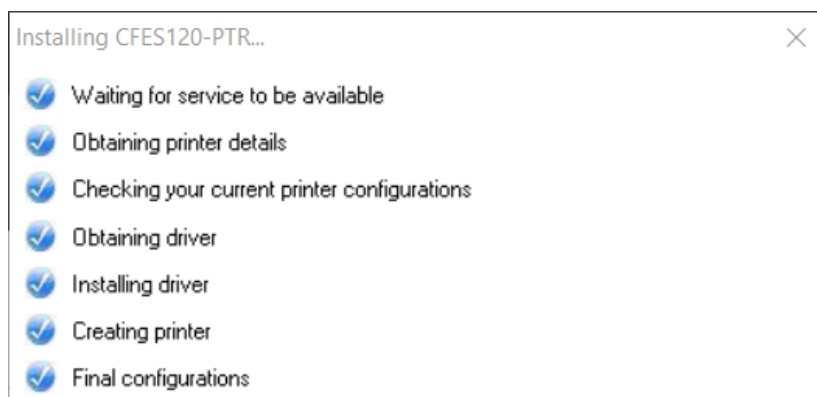 Installing CFES120-PTR...
Waiting for service to be available
Obtaining printer details
Checking your current printer configurations
Obtaining driver
Installing driver
Creating printer
Final configurations